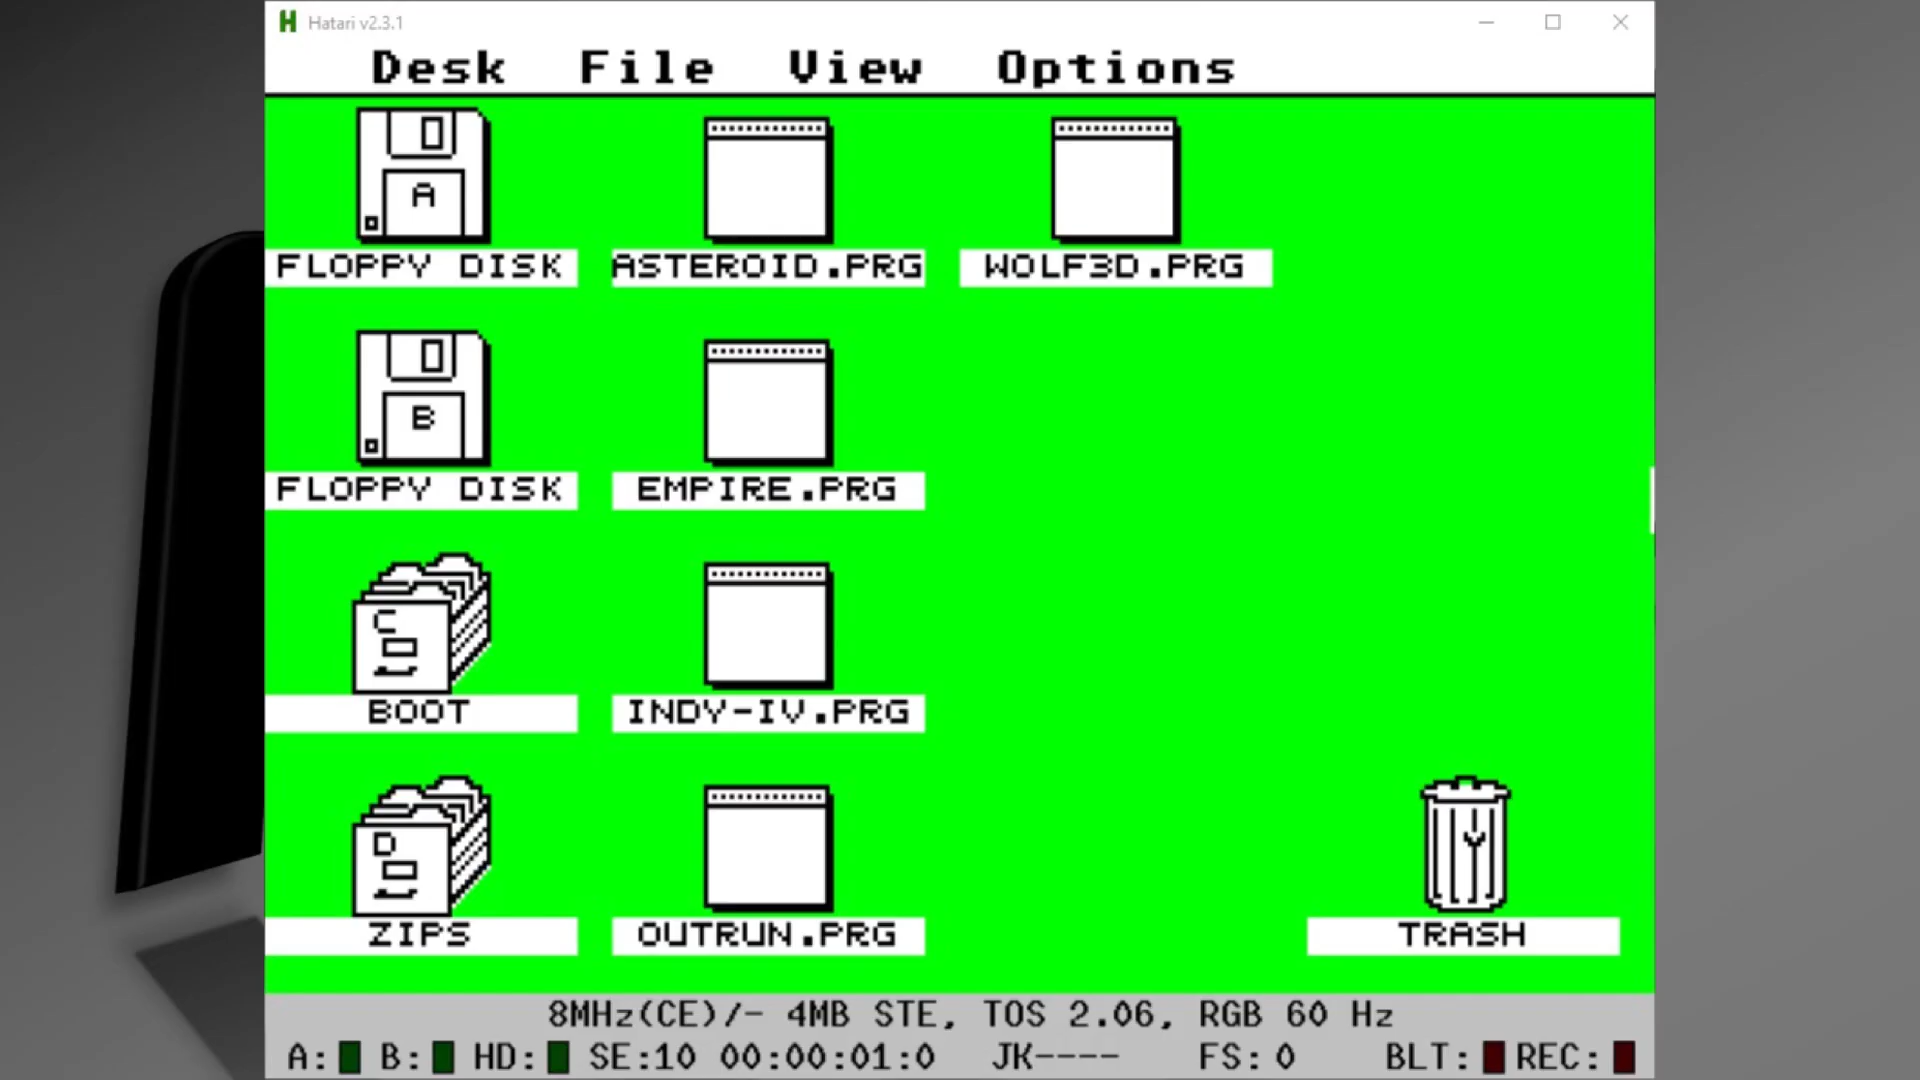 Hatari v2.3.1
Desk File View Options
A
FLOPPY DISK ASTEROID.PRG WOLF3D.PRG
B
FLOPPY DISK EMPIRE.PRG
C
BOOT INDY-IV.PRG
D
ZIPS OUTRUN.PRG TRASH
8MHz(CE)/- 4MB STE, TOS 2.06, RGB 60 Hz
A: B: HD: SE:10 00:00:01:0 JK---- FS: 0 BLT: REC: